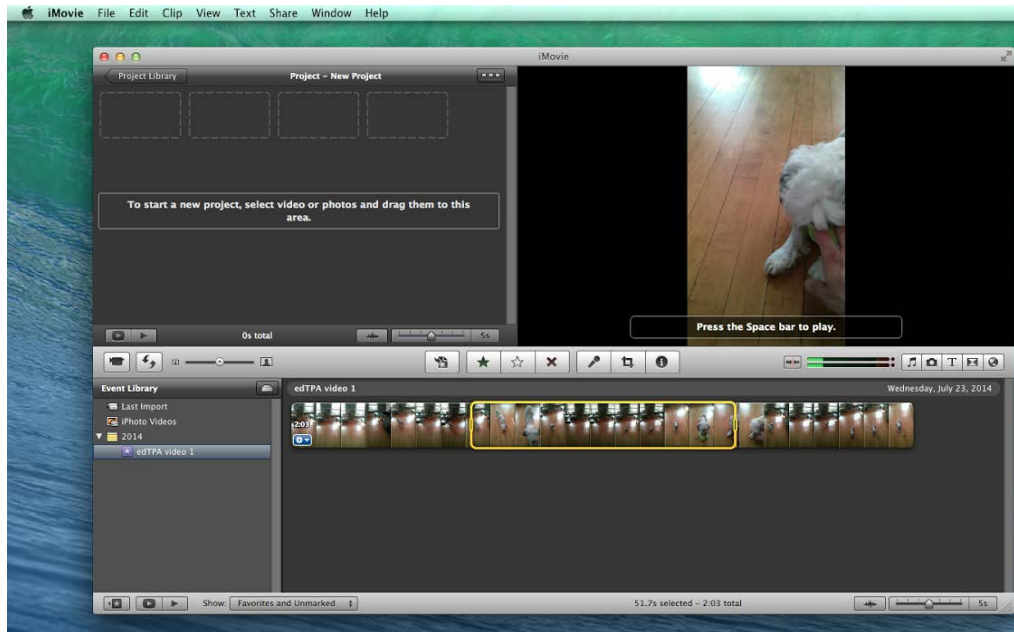 iMovie File Edit Clip View Text Share Window Help
iMovie
Project Library Project – New Project
To start a new project, select video or photos and drag them to this
area.
0s total 5s
Press the Space bar to play.
Event Library
Last Import
iPhoto Videos
2014
edTPA video 1
edTPA video 1 Wednesday, July 23, 2014
2:03
Show: Favorites and Unmarked 51.7s selected – 2:03 total 5s